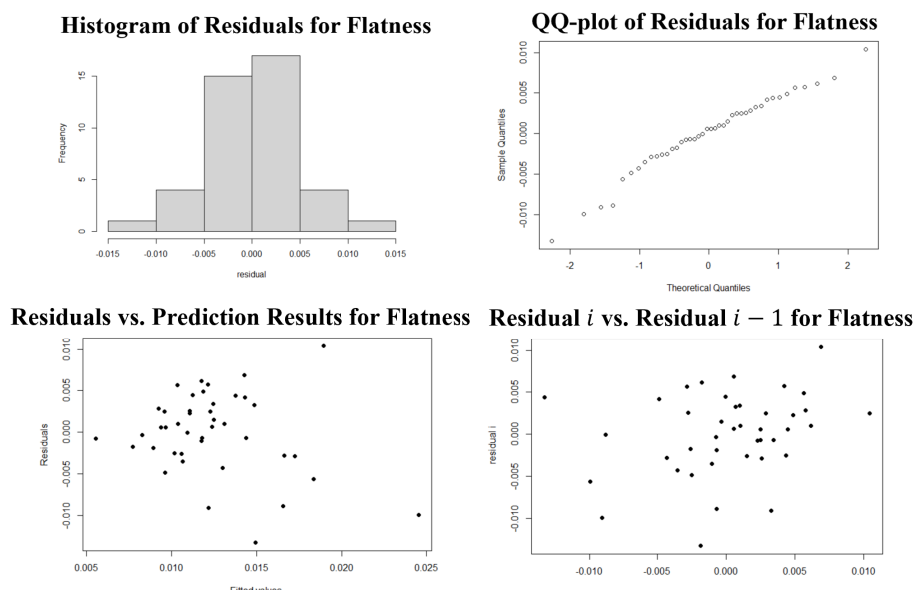 Histogram of Residuals for Flatness
15
10
5
0
Frequency
-0.015 -0.010 -0.005 0.000 0.005 0.010 0.015
residual
QQ-plot of Residuals for Flatness
0.010
0.005
0.000
-0.005
-0.010
Sample Quantiles
-2 -1 0 1 2
Theoretical Quantiles
Residuals vs. Prediction Results for Flatness
0.010
0.005
0.000
-0.005
-0.010
Residuals
0.005 0.010 0.015 0.020 0.025
Fitted values
Residual i vs. Residual i − 1 for Flatness
0.010
0.005
0.000
-0.005
-0.010
residual i
-0.010 -0.005 0.000 0.005 0.010